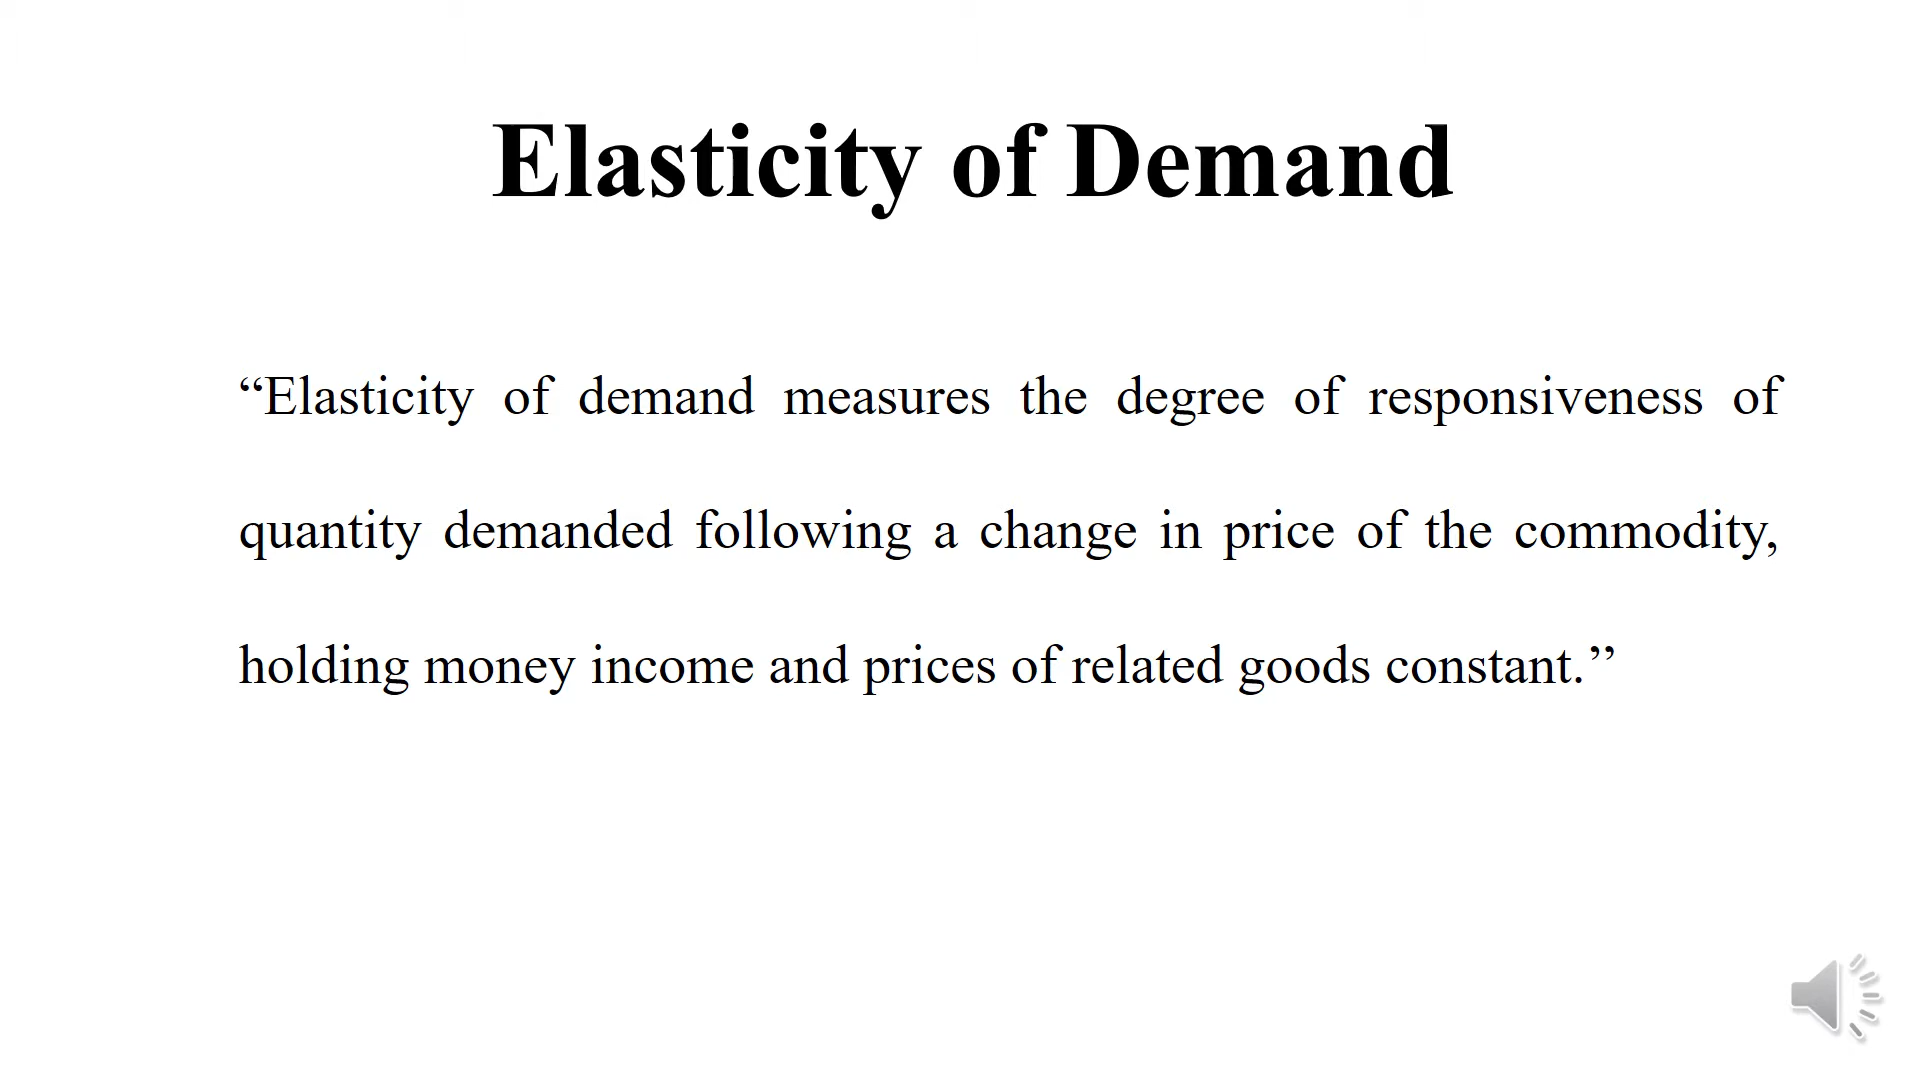 Elasticity of Demand
“Elasticity of demand measures the degree of responsiveness of
quantity demanded following a change in price of the commodity,
holding money income and prices of related goods constant.”